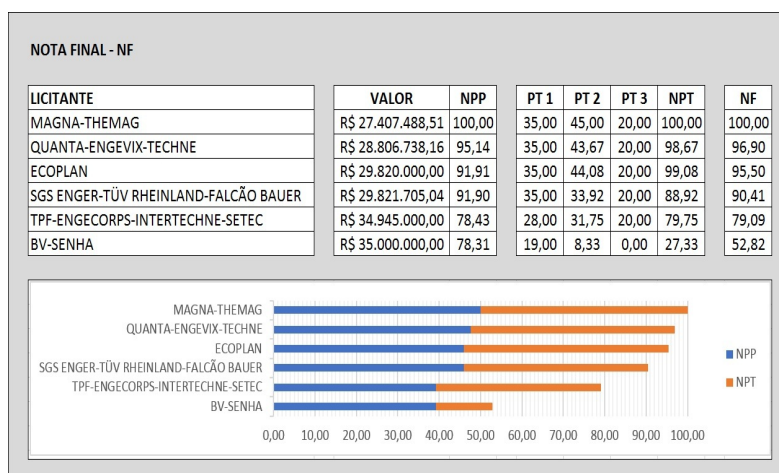 NOTA FINAL - NF
LICITANTE VALOR NPP PT 1 PT 2 PT 3 NPT NF
MAGNA-THEMAG R$ 27.407.488,51 100,00 35,00 45,00 20,00 100,00 100,00
QUANTA-ENGEVIX-TECHNE R$ 28.806.738,16 95,14 35,00 43,67 20,00 98,67 96,90
ECOPLAN R$ 29.820.000,00 91,91 35,00 44,08 20,00 99,08 95,50
SGS ENGER-TÜV RHEINLAND-FALCÃO BAUER R$ 29.821.705,04 91,90 35,00 33,92 20,00 88,92 90,41
TPF-ENGECORPS-INTERTECHNE-SETEC R$ 34.945.000,00 78,43 28,00 31,75 20,00 79,75 79,09
BV-SENHA R$ 35.000.000,00 78,31 19,00 8,33 0,00 27,33 52,82
MAGNA-THEMAG
QUANTA-ENGEVIX-TECHNE
ECOPLAN
SGS ENGER-TÜV RHEINLAND-FALCÃO BAUER
TPF-ENGECORPS-INTERTECHNE-SETEC
BV-SENHA
NPP
NPT
0,00 10,00 20,00 30,00 40,00 50,00 60,00 70,00 80,00 90,00 100,00